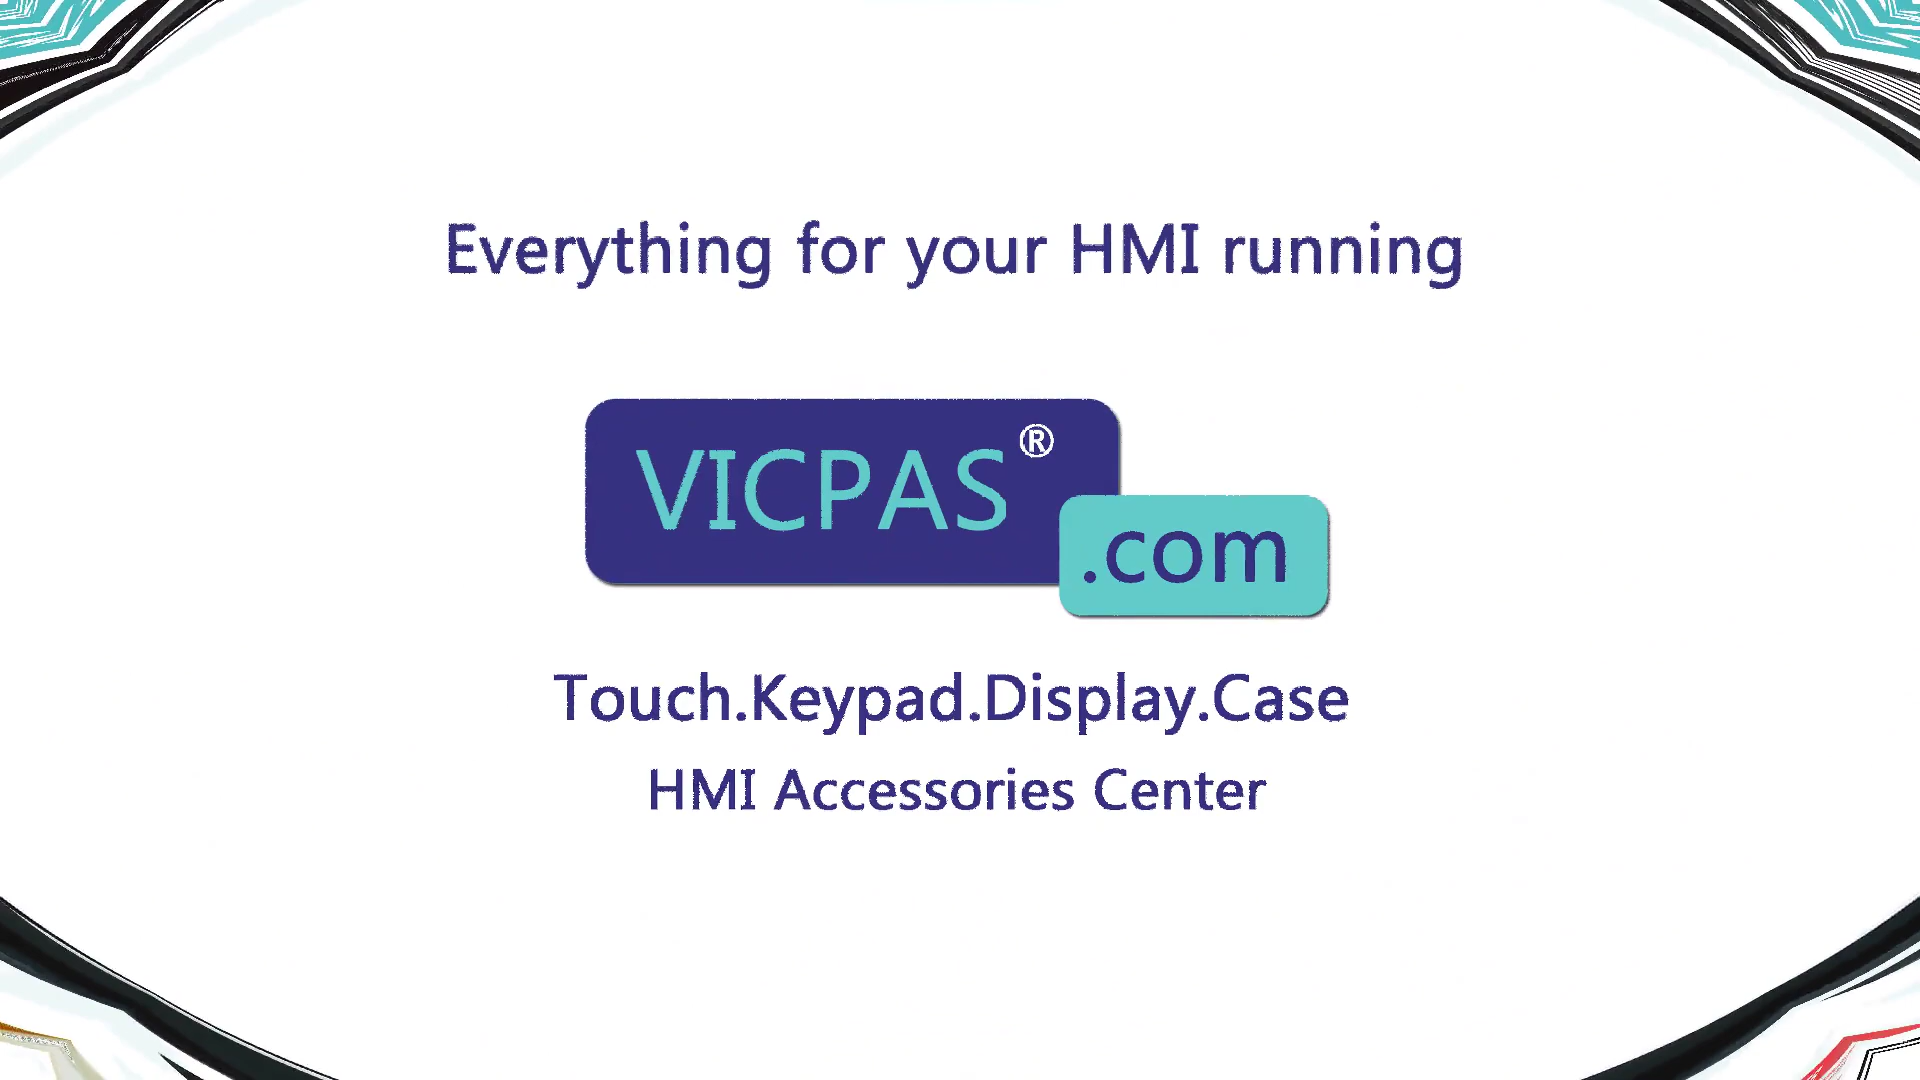 Everything for your HMI running
VICPAS®
.com
Touch.Keypad.Display.Case
HMI Accessories Center